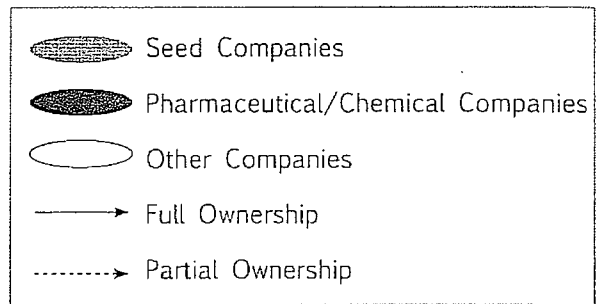 Seed Companies
Pharmaceutical/Chemical Companies
Other Companies
Full Ownership
Partial Ownership